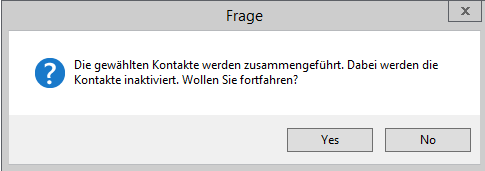 Frage
x
Die gewählten Kontakte werden zusammengeführt. Dabei werden die
Kontakte inaktiviert. Wollen Sie fortfahren?
Yes
No